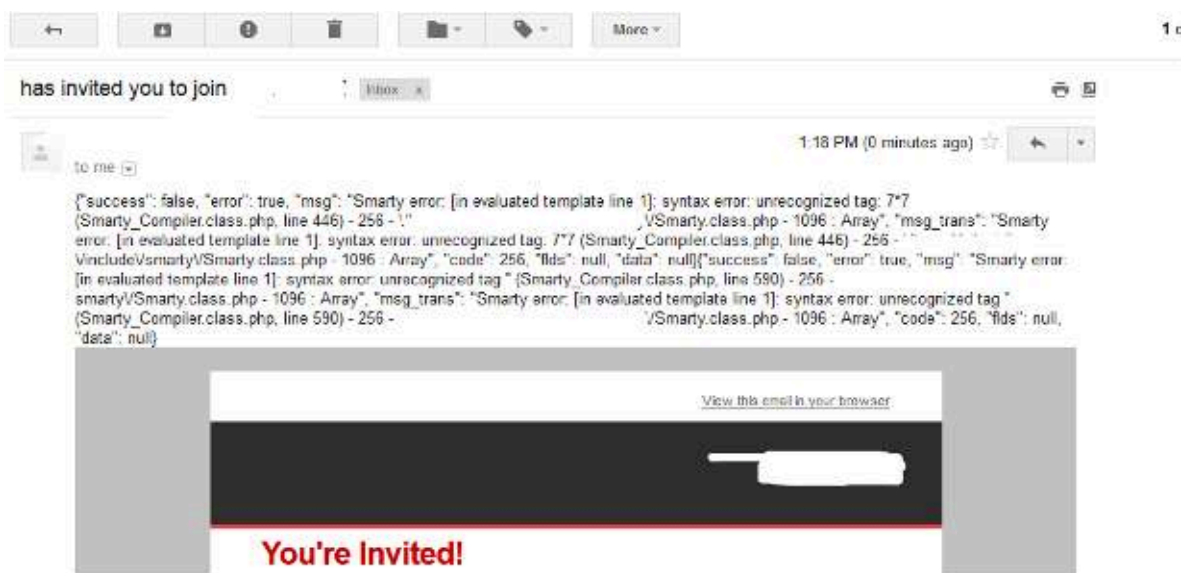 More
1
has invited you to join
Inbox x
1:18 PM (0 minutes ago)
to me
{"success": false, "error": true, "msg": "Smarty error: [in evaluated template line 1]: syntax error: unrecognized tag: 7*7
(Smarty_Compiler.class.php, line 446) - 256 - \/Smarty.class.php - 1096 : Array", "msg_trans": "Smarty
error: [in evaluated template line 1]: syntax error: unrecognized tag: 7*7 (Smarty_Compiler.class.php, line 446) - 256 -
\/include\/smarty\/Smarty.class.php - 1096 : Array", "code": 256, "flds": null, "data": null}{"success": false, "error": true, "msg": "Smarty error:
[in evaluated template line 1]: syntax error: unrecognized tag '' (Smarty_Compiler.class.php, line 590) - 256 -
smarty\/Smarty.class.php - 1096 : Array", "msg_trans": "Smarty error: [in evaluated template line 1]: syntax error: unrecognized tag ''
(Smarty_Compiler.class.php, line 590) - 256 - \/Smarty.class.php - 1096 : Array", "code": 256, "flds": null,
"data": null}
View this email in your browser
You're Invited!